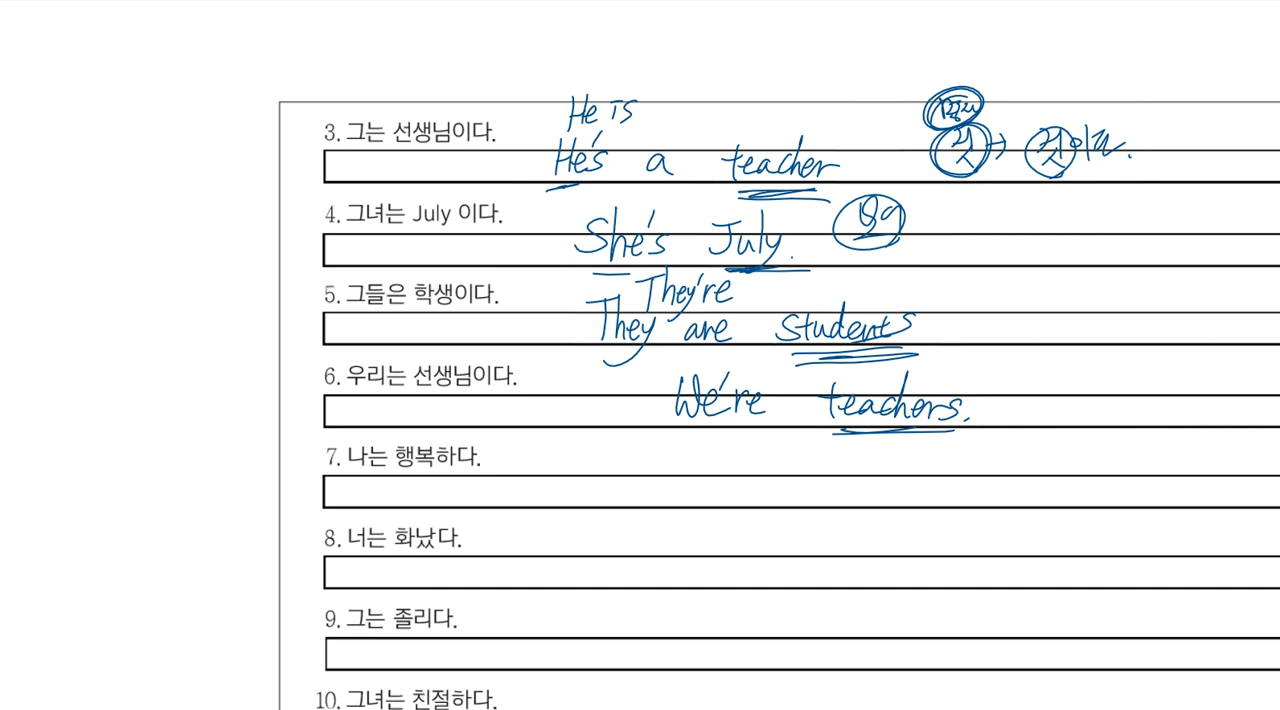 He is
3. 그는 선생님이다.
He's a teacher
것 → 것이다.
4. 그녀는 July 이다.
She's July.
5. 그들은 학생이다.
They're
They are students
6. 우리는 선생님이다.
We're teachers.
7. 나는 행복하다.
8. 너는 화났다.
9. 그는 졸리다.
10. 그녀는 친절하다.